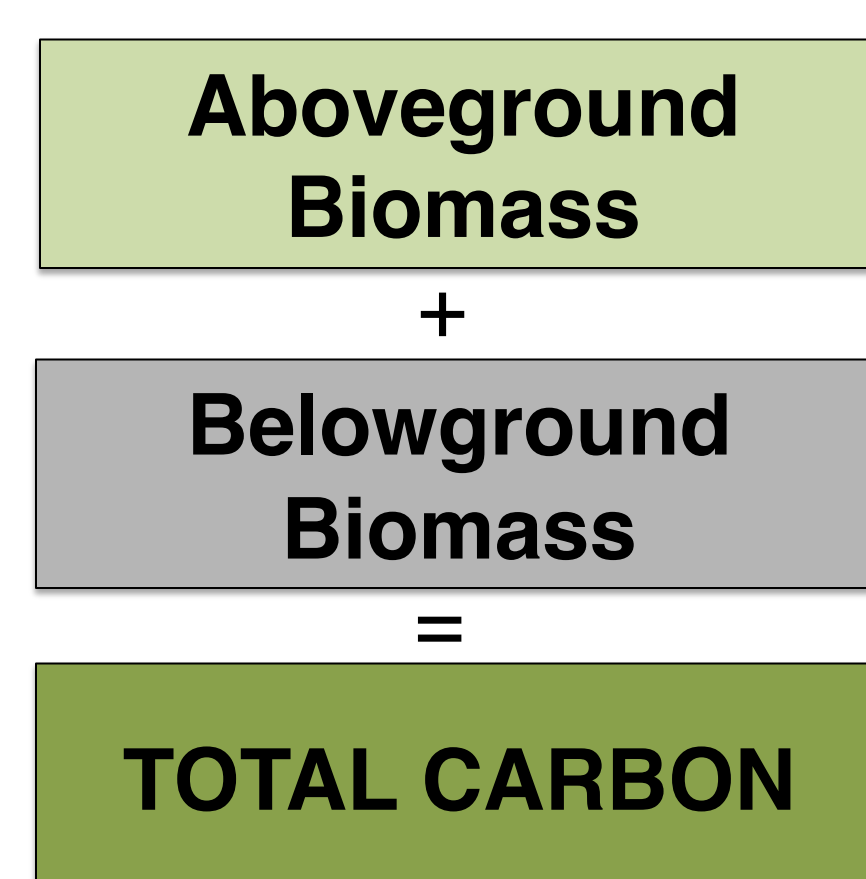 Aboveground
Biomass
+
Belowground
Biomass
=
TOTAL CARBON